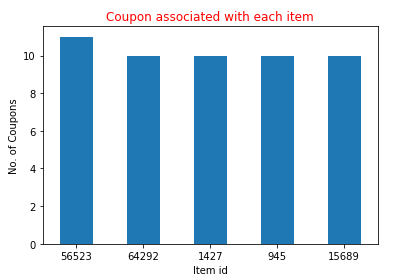 Coupon associated with each item
No. of Coupons
10
8
6
4
2
0
56523 64292 1427 945 15689
Item id